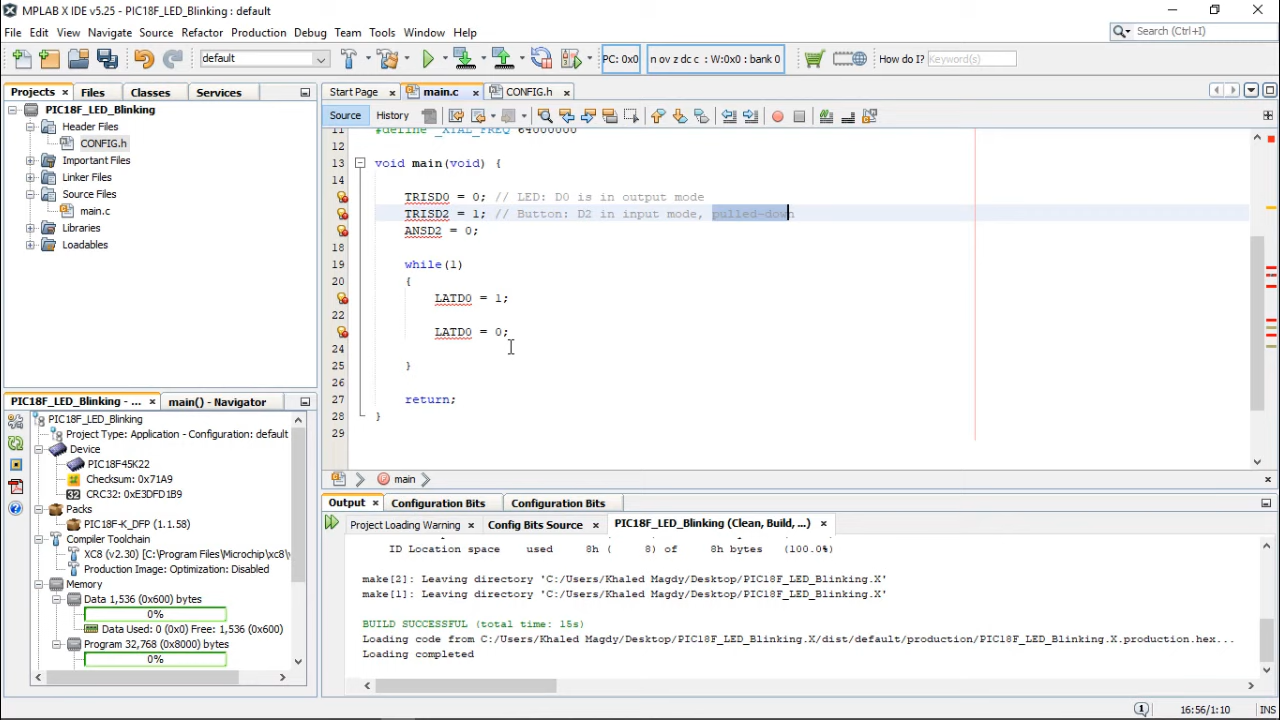 MPLAB X IDE v5.25 - PIC18F_LED_Blinking : default
File Edit View Navigate Source Refactor Production Debug Team Tools Window Help
Search (Ctrl+I)
default
PC: 0x0
n ov z dc c : W:0x0 : bank 0
How do I?
Keyword(s)
Projects Files Classes Services
PIC18F_LED_Blinking
Header Files
CONFIG.h
Important Files
Linker Files
Source Files
main.c
Libraries
Loadables
PIC18F_LED_Blinking - ... main() - Navigator
PIC18F_LED_Blinking
Project Type: Application - Configuration: default
Device
PIC18F45K22
Checksum: 0x71A9
CRC32: 0xE3DFD1B9
Packs
PIC18F-K_DFP (1.1.58)
Compiler Toolchain
XC8 (v2.30) [C:\Program Files\Microchip\xc8\
Production Image: Optimization: Disabled
Memory
Data 1,536 (0x600) bytes
0%
Data Used: 0 (0x0) Free: 1,536 (0x600)
Program 32,768 (0x8000) bytes
0%
Start Page main.c CONFIG.h
Source History
11 #define _XTAL_FREQ 64000000
12
13 void main(void) {
14
TRISD0 = 0; // LED: D0 is in output mode
TRISD2 = 1; // Button: D2 in input mode, pulled-down
ANSD2 = 0;
18
19 while(1)
20 {
LATD0 = 1;
22
LATD0 = 0;
24
25 }
26
27 return;
28 }
29
main
Output Configuration Bits Configuration Bits
Project Loading Warning Config Bits Source PIC18F_LED_Blinking (Clean, Build, ...)
ID Location space used 8h ( 8) of 8h bytes (100.0%)
make[2]: Leaving directory 'C:/Users/Khaled Magdy/Desktop/PIC18F_LED_Blinking.X'
make[1]: Leaving directory 'C:/Users/Khaled Magdy/Desktop/PIC18F_LED_Blinking.X'
BUILD SUCCESSFUL (total time: 15s)
Loading code from C:/Users/Khaled Magdy/Desktop/PIC18F_LED_Blinking.X/dist/default/production/PIC18F_LED_Blinking.X.production.hex...
Loading completed
1 16:56/1:10 INS